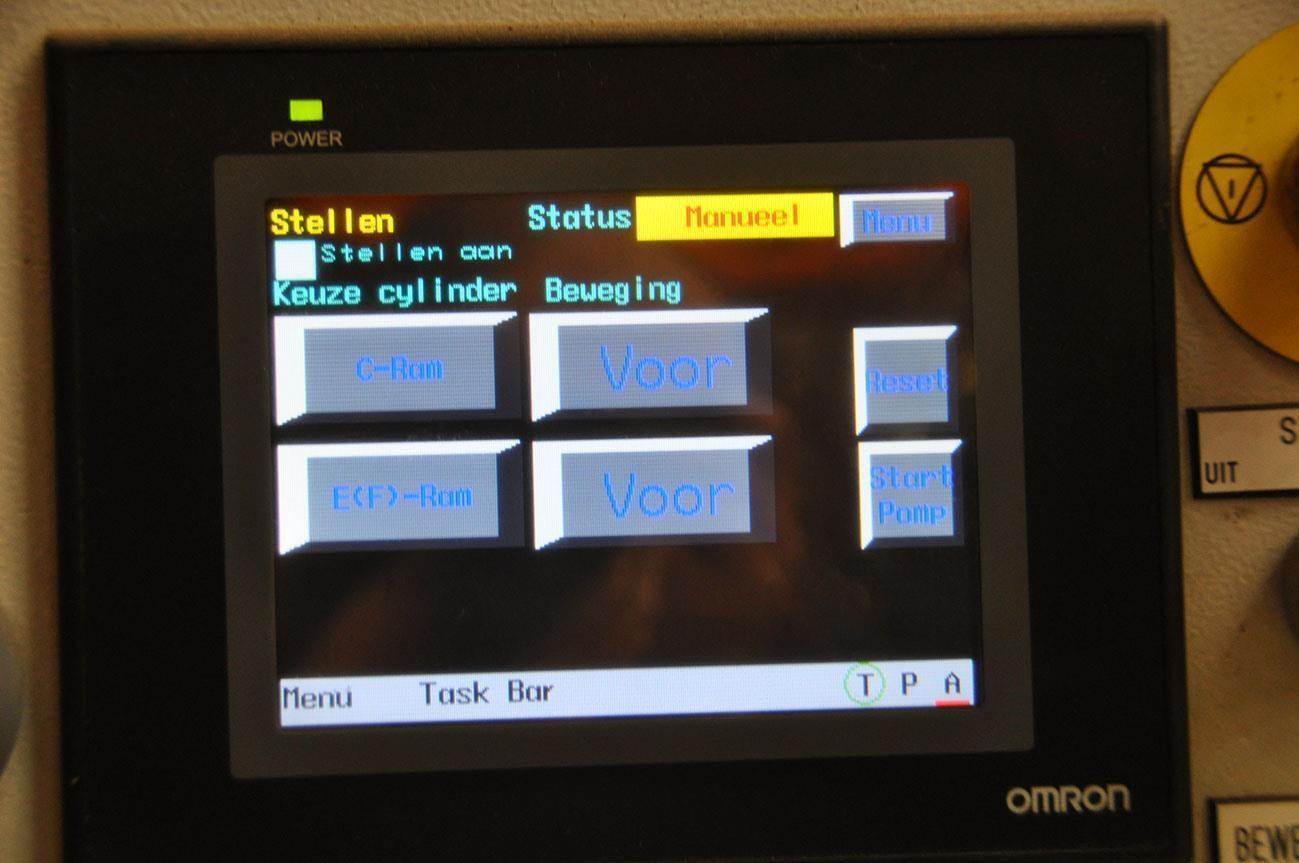 POWER
Stellen Status Manueel Menu
Stellen aan
Keuze cylinder Beweging
C-Ram Voor Reset
E(F)-Ram Voor Start
Pomp
Menu Task Bar T P A
OMRON
S
UIT
BEWE